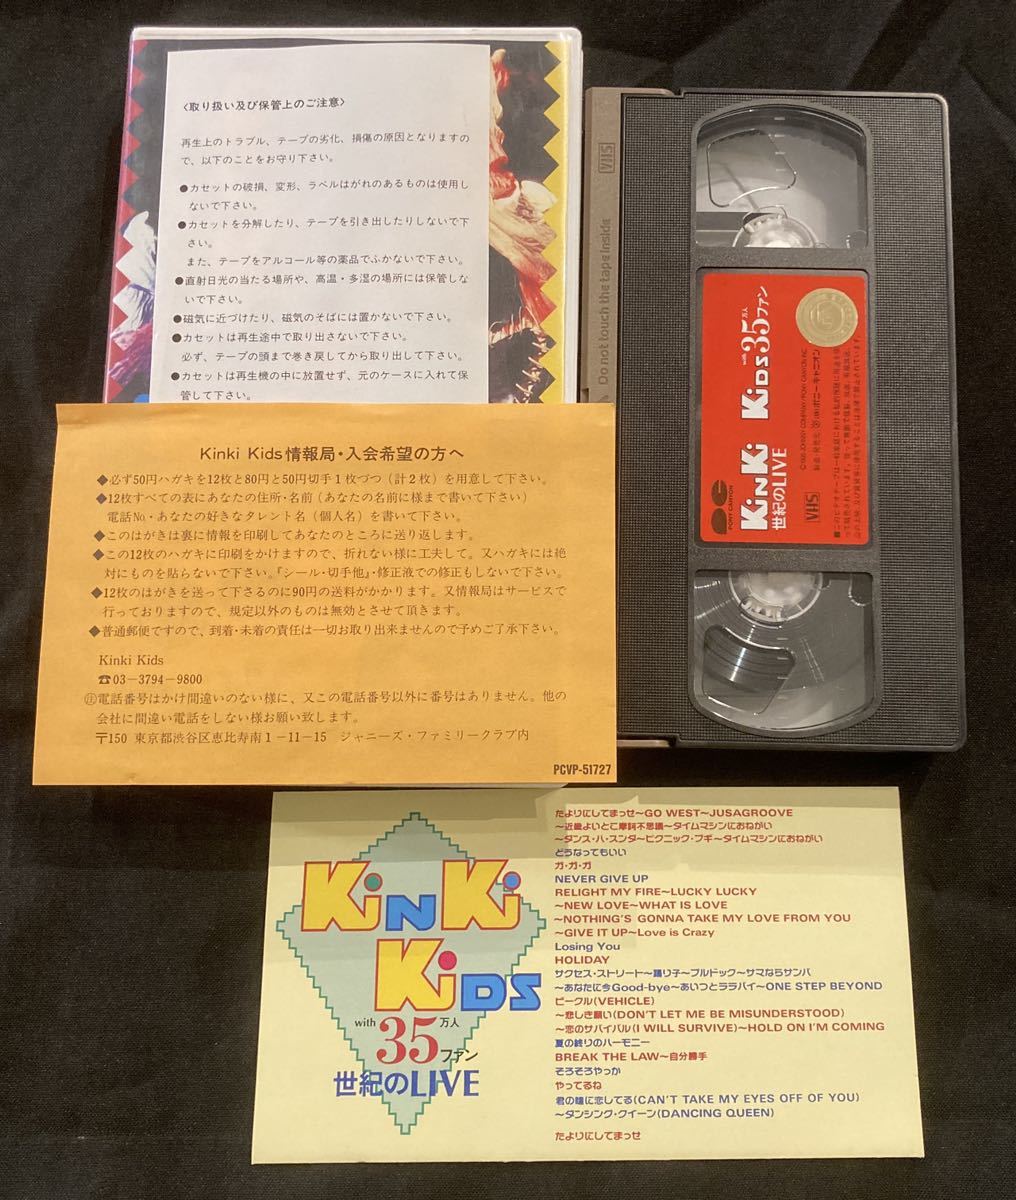 〈取り扱い及び保管上のご注意〉
再生上のトラブル、テープの劣化、損傷の原因となりますの
で、以下のことをお守り下さい。
●カセットの破損、変形、ラベルはがれのあるものは使用し
ないで下さい。
●カセットを分解したり、テープを引き出したりしないで下
さい。
また、テープをアルコール等の薬品でふかないで下さい。
●直射日光の当たる場所や、高温・多湿の場所には保管しな
いで下さい。
●磁気に近づけたり、磁気のそばには置かないで下さい。
●カセットは再生途中で取り出さないで下さい。
必ず、テープの頭まで巻き戻してから取り出して下さい。
●カセットは再生機の中に放置せず、元のケースに入れて保
管して下さい。
Kinki Kids情報局・入会希望の方へ
◆必ず50円ハガキを12枚と80円と50円切手1枚づつ(計2枚)を用意して下さい。
◆12枚すべての表にあなたの住所・名前(あなたの名前に様まで書いて下さい)
電話No.・あなたの好きなタレント名(個人名)を書いて下さい。
◆このはがきは裏に情報を印刷してあなたのところに送り返します。
◆この12枚のハガキに印刷をかけますので、折れない様に工夫して。又ハガキには絶
対にものを貼らないで下さい。『シール・切手他』・修正液での修正もしないで下さい。
◆12枚のはがきを送って下さるのに90円の送料がかかります。又情報局はサービスで
行っておりますので、規定以外のものは無効とさせて頂きます。
◆普通郵便ですので、到着・未着の責任は一切お取り出来ませんので予めご了承下さい。
Kinki Kids
☎03-3794-9800
㊟電話番号はかけ間違いのない様に、又この電話番号以外に番号はありません。他の
会社に間違い電話をしない様お願い致します。
〒150 東京都渋谷区恵比寿南1-11-15 ジャニーズ・ファミリークラブ内
PCVP-51727
VHS
Do not touch the tape inside
PONY CANYON
KinKi KiDS with 35万人ファン
世紀のLIVE
VHS
KinKi
KiDS
with 35万人ファン
世紀のLIVE
たよりにしてまっせ~GO WEST~JUSAGROOVE
~近畿よいとこ摩訶不思議~タイムマシンにおねがい
~ダンス・ハ・スンダ~ピクニック・ブギ~タイムマシンにおねがい
どうなってもいい
ガ・ガ・ガ
NEVER GIVE UP
RELIGHT MY FIRE~LUCKY LUCKY
~NEW LOVE~WHAT IS LOVE
~NOTHING'S GONNA TAKE MY LOVE FROM YOU
~GIVE IT UP~Love is Crazy
Losing You
HOLIDAY
サクセス・ストリート~踊り子~ブルドック~サマならサンバ
~あなたに今Good-bye~あいつとララバイ~ONE STEP BEYOND
ビークル(VEHICLE)
~悲しき願い(DON'T LET ME BE MISUNDERSTOOD)
~恋のサバイバル(I WILL SURVIVE)~HOLD ON I'M COMING
夏の終りのハーモニー
BREAK THE LAW~自分勝手
そろそろやっか
やってるね
君の瞳に恋してる(CAN'T TAKE MY EYES OFF OF YOU)
~ダンシング・クイーン(DANCING QUEEN)
たよりにしてまっせ